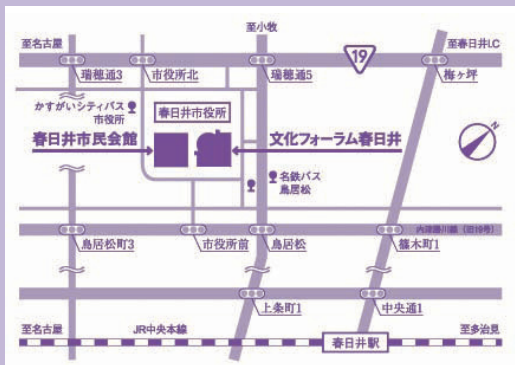 至小牧
至名古屋
至春日井I.C
19
瑞穂通3
市役所北
瑞穂通5
梅ヶ坪
かすがいシティバス
市役所
春日井市役所
春日井市民会館
文化フォーラム春日井
N
名鉄バス
鳥居松
内津勝川線（旧19号）
鳥居松町3
市役所前
鳥居松
篠木町1
上条町1
中央通1
至名古屋
JR中央本線
春日井駅
至多治見